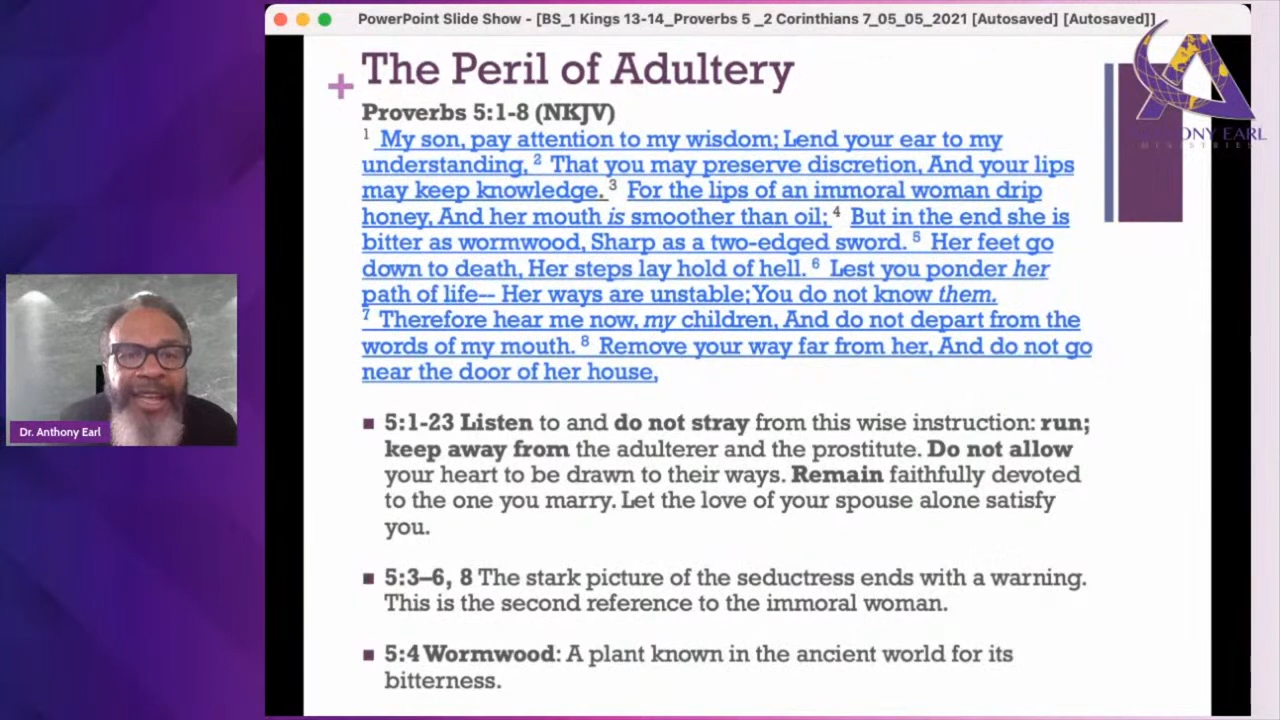 PowerPoint Slide Show - [BS_1 Kings 13-14_Proverbs 5 _2 Corinthians 7_05_05_2021 [Autosaved] [Autosaved]]
The Peril of Adultery
Proverbs 5:1-8 (NKJV)
1 My son, pay attention to my wisdom; Lend your ear to my
understanding, 2 That you may preserve discretion, And your lips
may keep knowledge. 3 For the lips of an immoral woman drip
honey, And her mouth is smoother than oil; 4 But in the end she is
bitter as wormwood, Sharp as a two-edged sword. 5 Her feet go
down to death, Her steps lay hold of hell. 6 Lest you ponder her
path of life-- Her ways are unstable; You do not know them.
7 Therefore hear me now, my children, And do not depart from the
words of my mouth. 8 Remove your way far from her, And do not go
near the door of her house,
5:1-23 Listen to and do not stray from this wise instruction: run;
keep away from the adulterer and the prostitute. Do not allow
your heart to be drawn to their ways. Remain faithfully devoted
to the one you marry. Let the love of your spouse alone satisfy
you.
5:3–6, 8 The stark picture of the seductress ends with a warning.
This is the second reference to the immoral woman.
5:4 Wormwood: A plant known in the ancient world for its
bitterness.
Dr. Anthony Earl
ANTHONY EARL
MINISTRIES